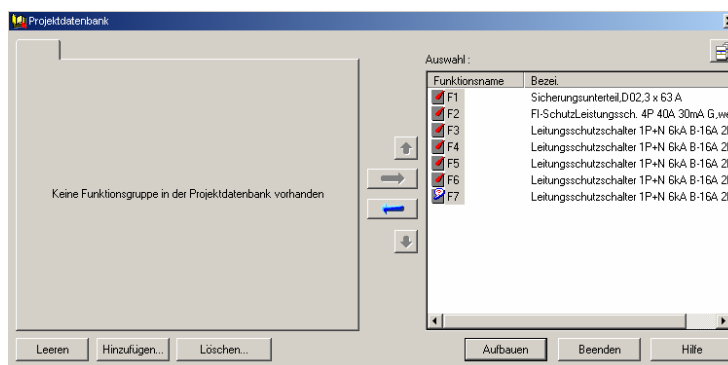 Projektdatenbank
Auswahl :
Funktionsname Bezei.
F1 Sicherungsunterteil,D02,3 x 63 A
F2 FI-SchutzLeistungssch. 4P 40A 30mA G,we
F3 Leitungsschutzschalter 1P+N 6kA B-16A 2
F4 Leitungsschutzschalter 1P+N 6kA B-16A 2
F5 Leitungsschutzschalter 1P+N 6kA B-16A 2
F6 Leitungsschutzschalter 1P+N 6kA B-16A 2
F7 Leitungsschutzschalter 1P+N 6kA B-16A 2
Keine Funktionsgruppe in der Projektdatenbank vorhanden
Leeren Hinzufügen... Löschen... Aufbauen Beenden Hilfe